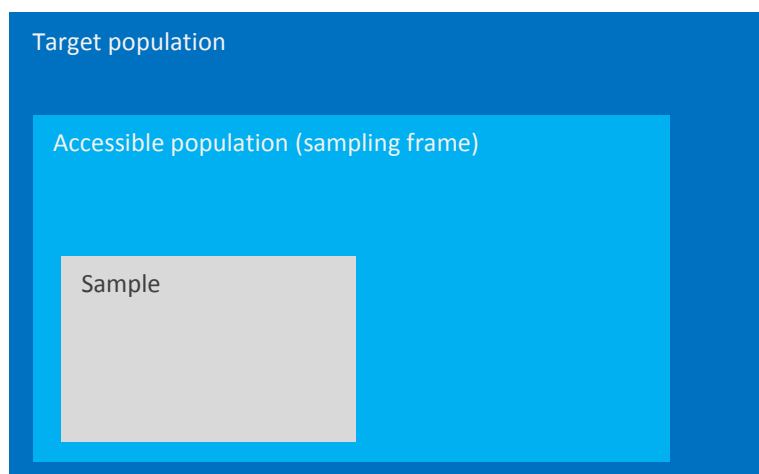 Target population
Accessible population (sampling frame)
Sample